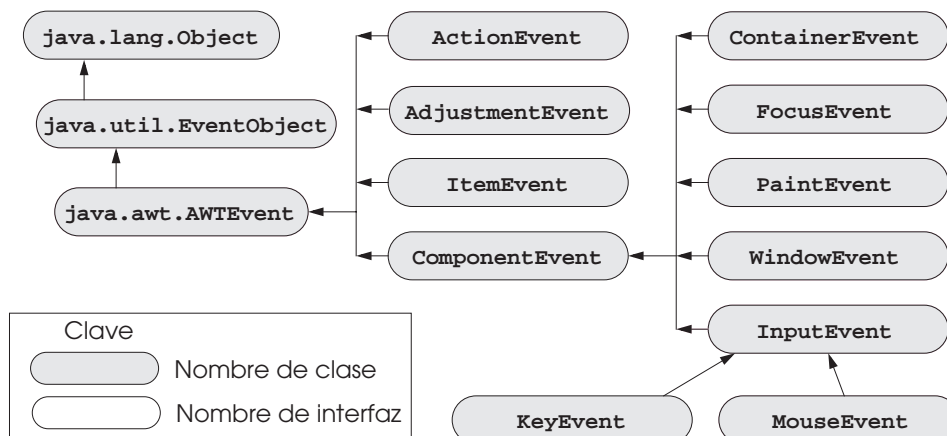 java.lang.Object
java.util.EventObject
java.awt.AWTEvent
ActionEvent
AdjustmentEvent
ItemEvent
ComponentEvent
ContainerEvent
FocusEvent
PaintEvent
WindowEvent
InputEvent
KeyEvent
MouseEvent
Clave
Nombre de clase
Nombre de interfaz